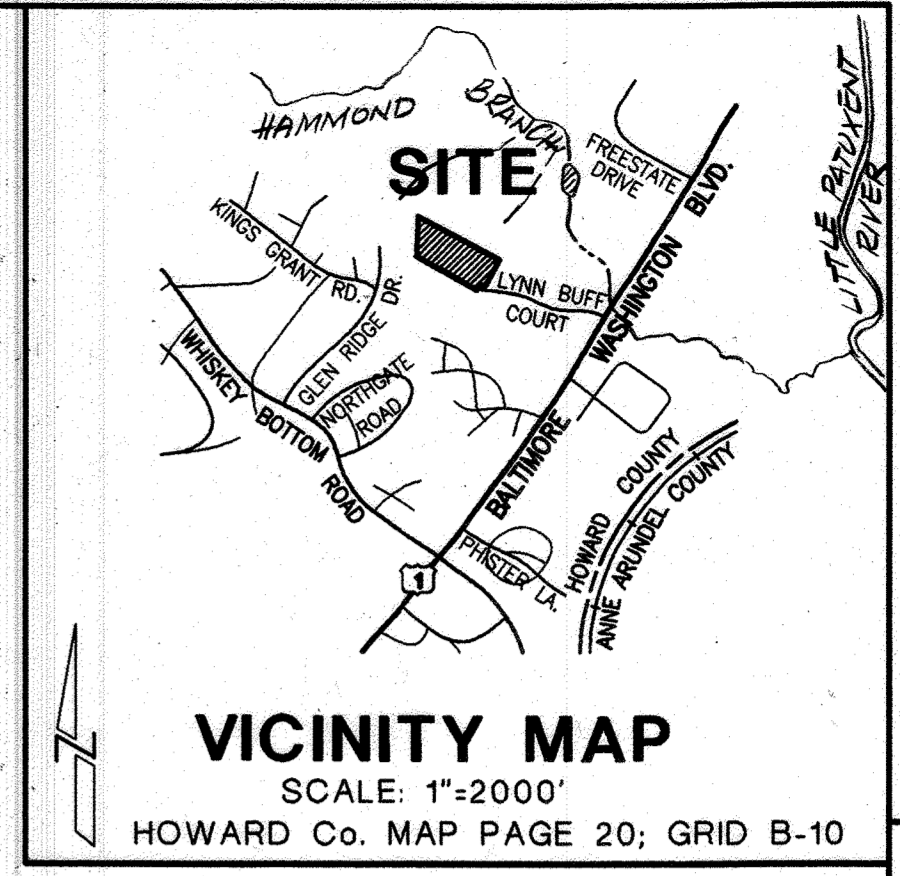 HAMMOND
BRANCH
LITTLE PATUXENT
RIVER
FREESTATE
DRIVE
SITE
KINGS GRANT RD.
LYNN BUFF
COURT
GLEN RIDGE DR.
NORTHGATE
ROAD
WHISKEY BOTTOM ROAD
BALTIMORE WASHINGTON BLVD.
HOWARD COUNTY
ANNE ARUNDEL COUNTY
PHISTER LA.
1
N
VICINITY MAP
SCALE: 1"=2000'
HOWARD Co. MAP PAGE 20; GRID B-10